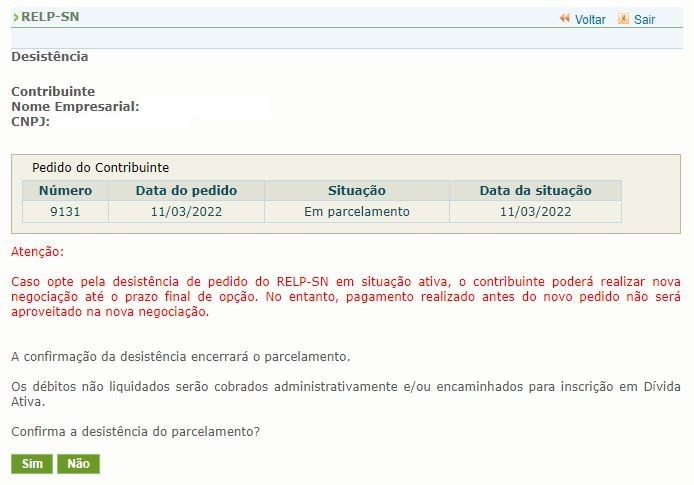 RELP-SN
Voltar Sair
Desistência
Contribuinte
Nome Empresarial:
CNPJ:
Pedido do Contribuinte
Número Data do pedido Situação Data da situação
9131 11/03/2022 Em parcelamento 11/03/2022
Atenção:
Caso opte pela desistência de pedido do RELP-SN em situação ativa, o contribuinte poderá realizar nova
negociação até o prazo final de opção. No entanto, pagamento realizado antes do novo pedido não será
aproveitado na nova negociação.
A confirmação da desistência encerrará o parcelamento.
Os débitos não liquidados serão cobrados administrativamente e/ou encaminhados para inscrição em Dívida
Ativa.
Confirma a desistência do parcelamento?
Sim Não